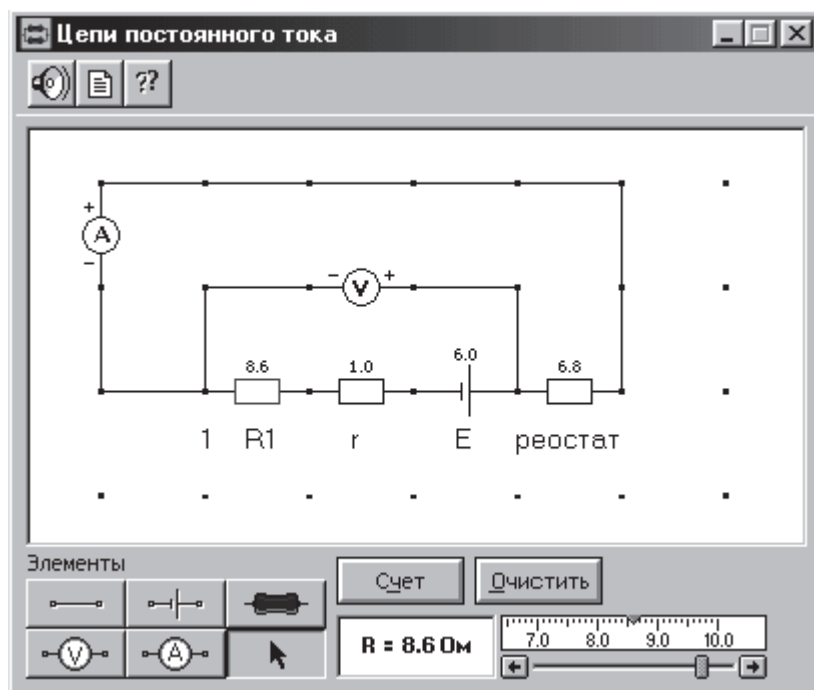 Цепи постоянного тока
??
+
A
−
− V +
8.6 1.0 6.0 6.8
1 R1 r E реостат
Элементы
Счет Очистить
V A
R = 8.6 Ом
7.0 8.0 9.0 10.0